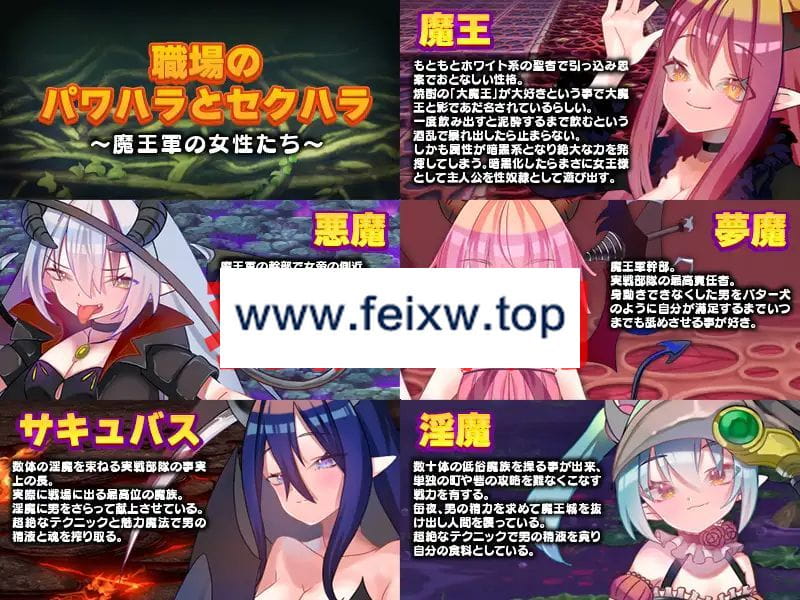 職場の
パワハラとセクハラ
～魔王軍の女性たち～
魔王
もともとホワイト系の聖者で引っ込み思
案でおとなしい性格。
焼酎の「大魔王」が大好きという事で大魔
王と影であだ名されているらしい。
一度飲み出すと泥酔するまで飲むという
酒乱で暴れ出したら止まらない。
しかも属性が暗黒系となり絶大な力を発
揮してしまう。暗黒化したらまさに女王様
として主人公を性奴隷として遊び出す。
悪魔
魔王軍の幹部で女帝の側近
夢魔
魔王軍幹部。
実戦部隊の最高責任者。
身動きできなくした男をバター犬
のように自分が満足するまでいつ
までも舐めさせる事が好き。
www.feixw.top
サキュバス
数体の淫魔を束ねる実戦部隊の事実
上の長。
実際に戦場に出る最高位の魔族。
淫魔に男をさらって献上させている。
超絶なテクニックと魅力魔法で男の
精液と魂を搾り取る。
淫魔
数十体の低俗魔族を操る事が出来、
単独の町や砦の攻略を難なくこなす
戦力を有する。
毎夜、男の精力を求めて魔王城を抜
け出し人間を襲っている。
超絶なテクニックで男の精液を貪り
自分の食料としている。